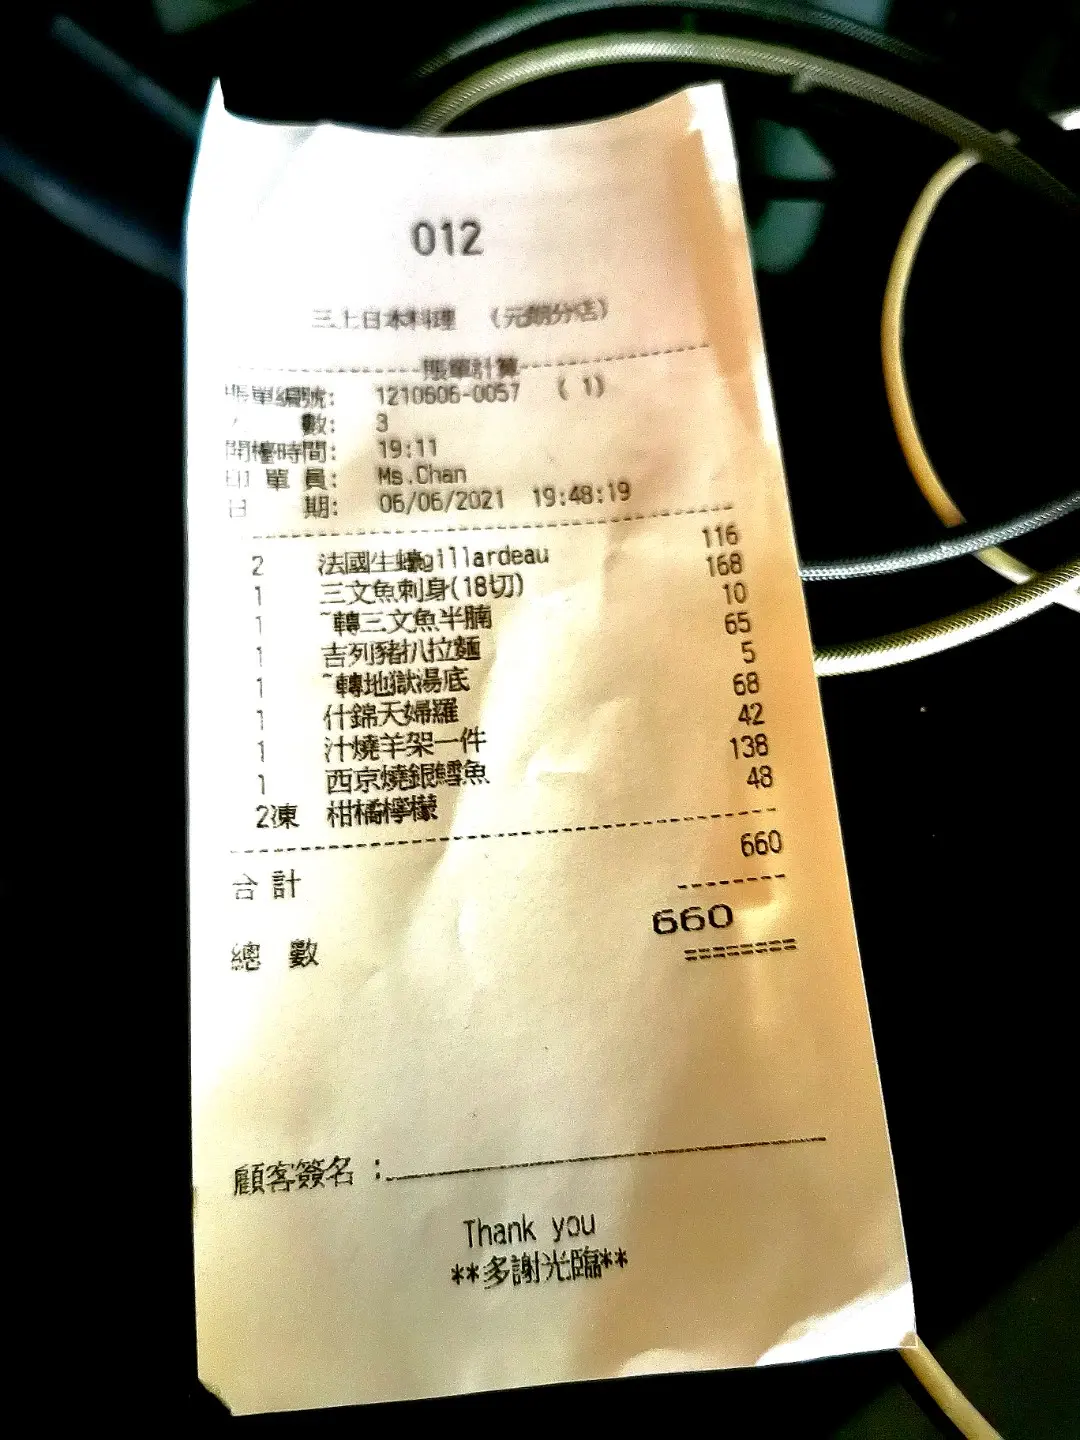 012
三上日本料理 (元朗分店)
帳單計算
帳單編號: 1210606-0057 ( 1)
人 數: 3
開檯時間: 19:11
印 單 員: Ms.Chan
日 期: 06/06/2021 19:48:19
2 法國生蠔gillardeau 116
1 三文魚刺身(18切) 168
1 ~轉三文魚半腩 10
1 吉列豬扒拉麵 65
1 ~轉地獄湯底 5
1 什錦天婦羅 68
1 汁燒羊架一件 42
1 西京燒銀鱈魚 138
2凍 柑橘檸檬 48
合 計 660
總 數 660
顧客簽名 :
Thank you
**多謝光臨**